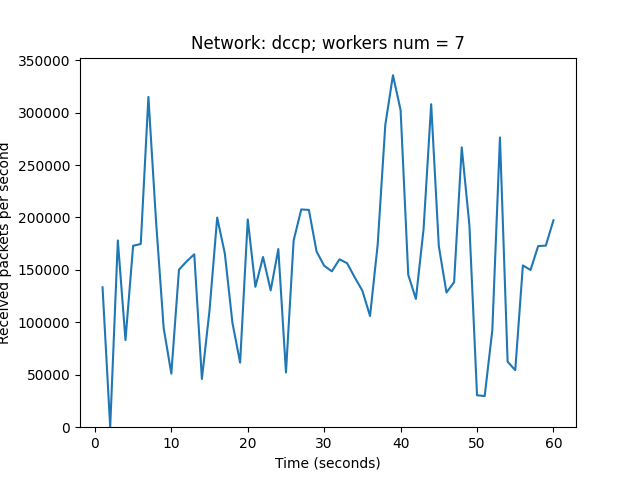 Network: dccp; workers num = 7
Received packets per second
350000
300000
250000
200000
150000
100000
50000
0
0 10 20 30 40 50 60
Time (seconds)